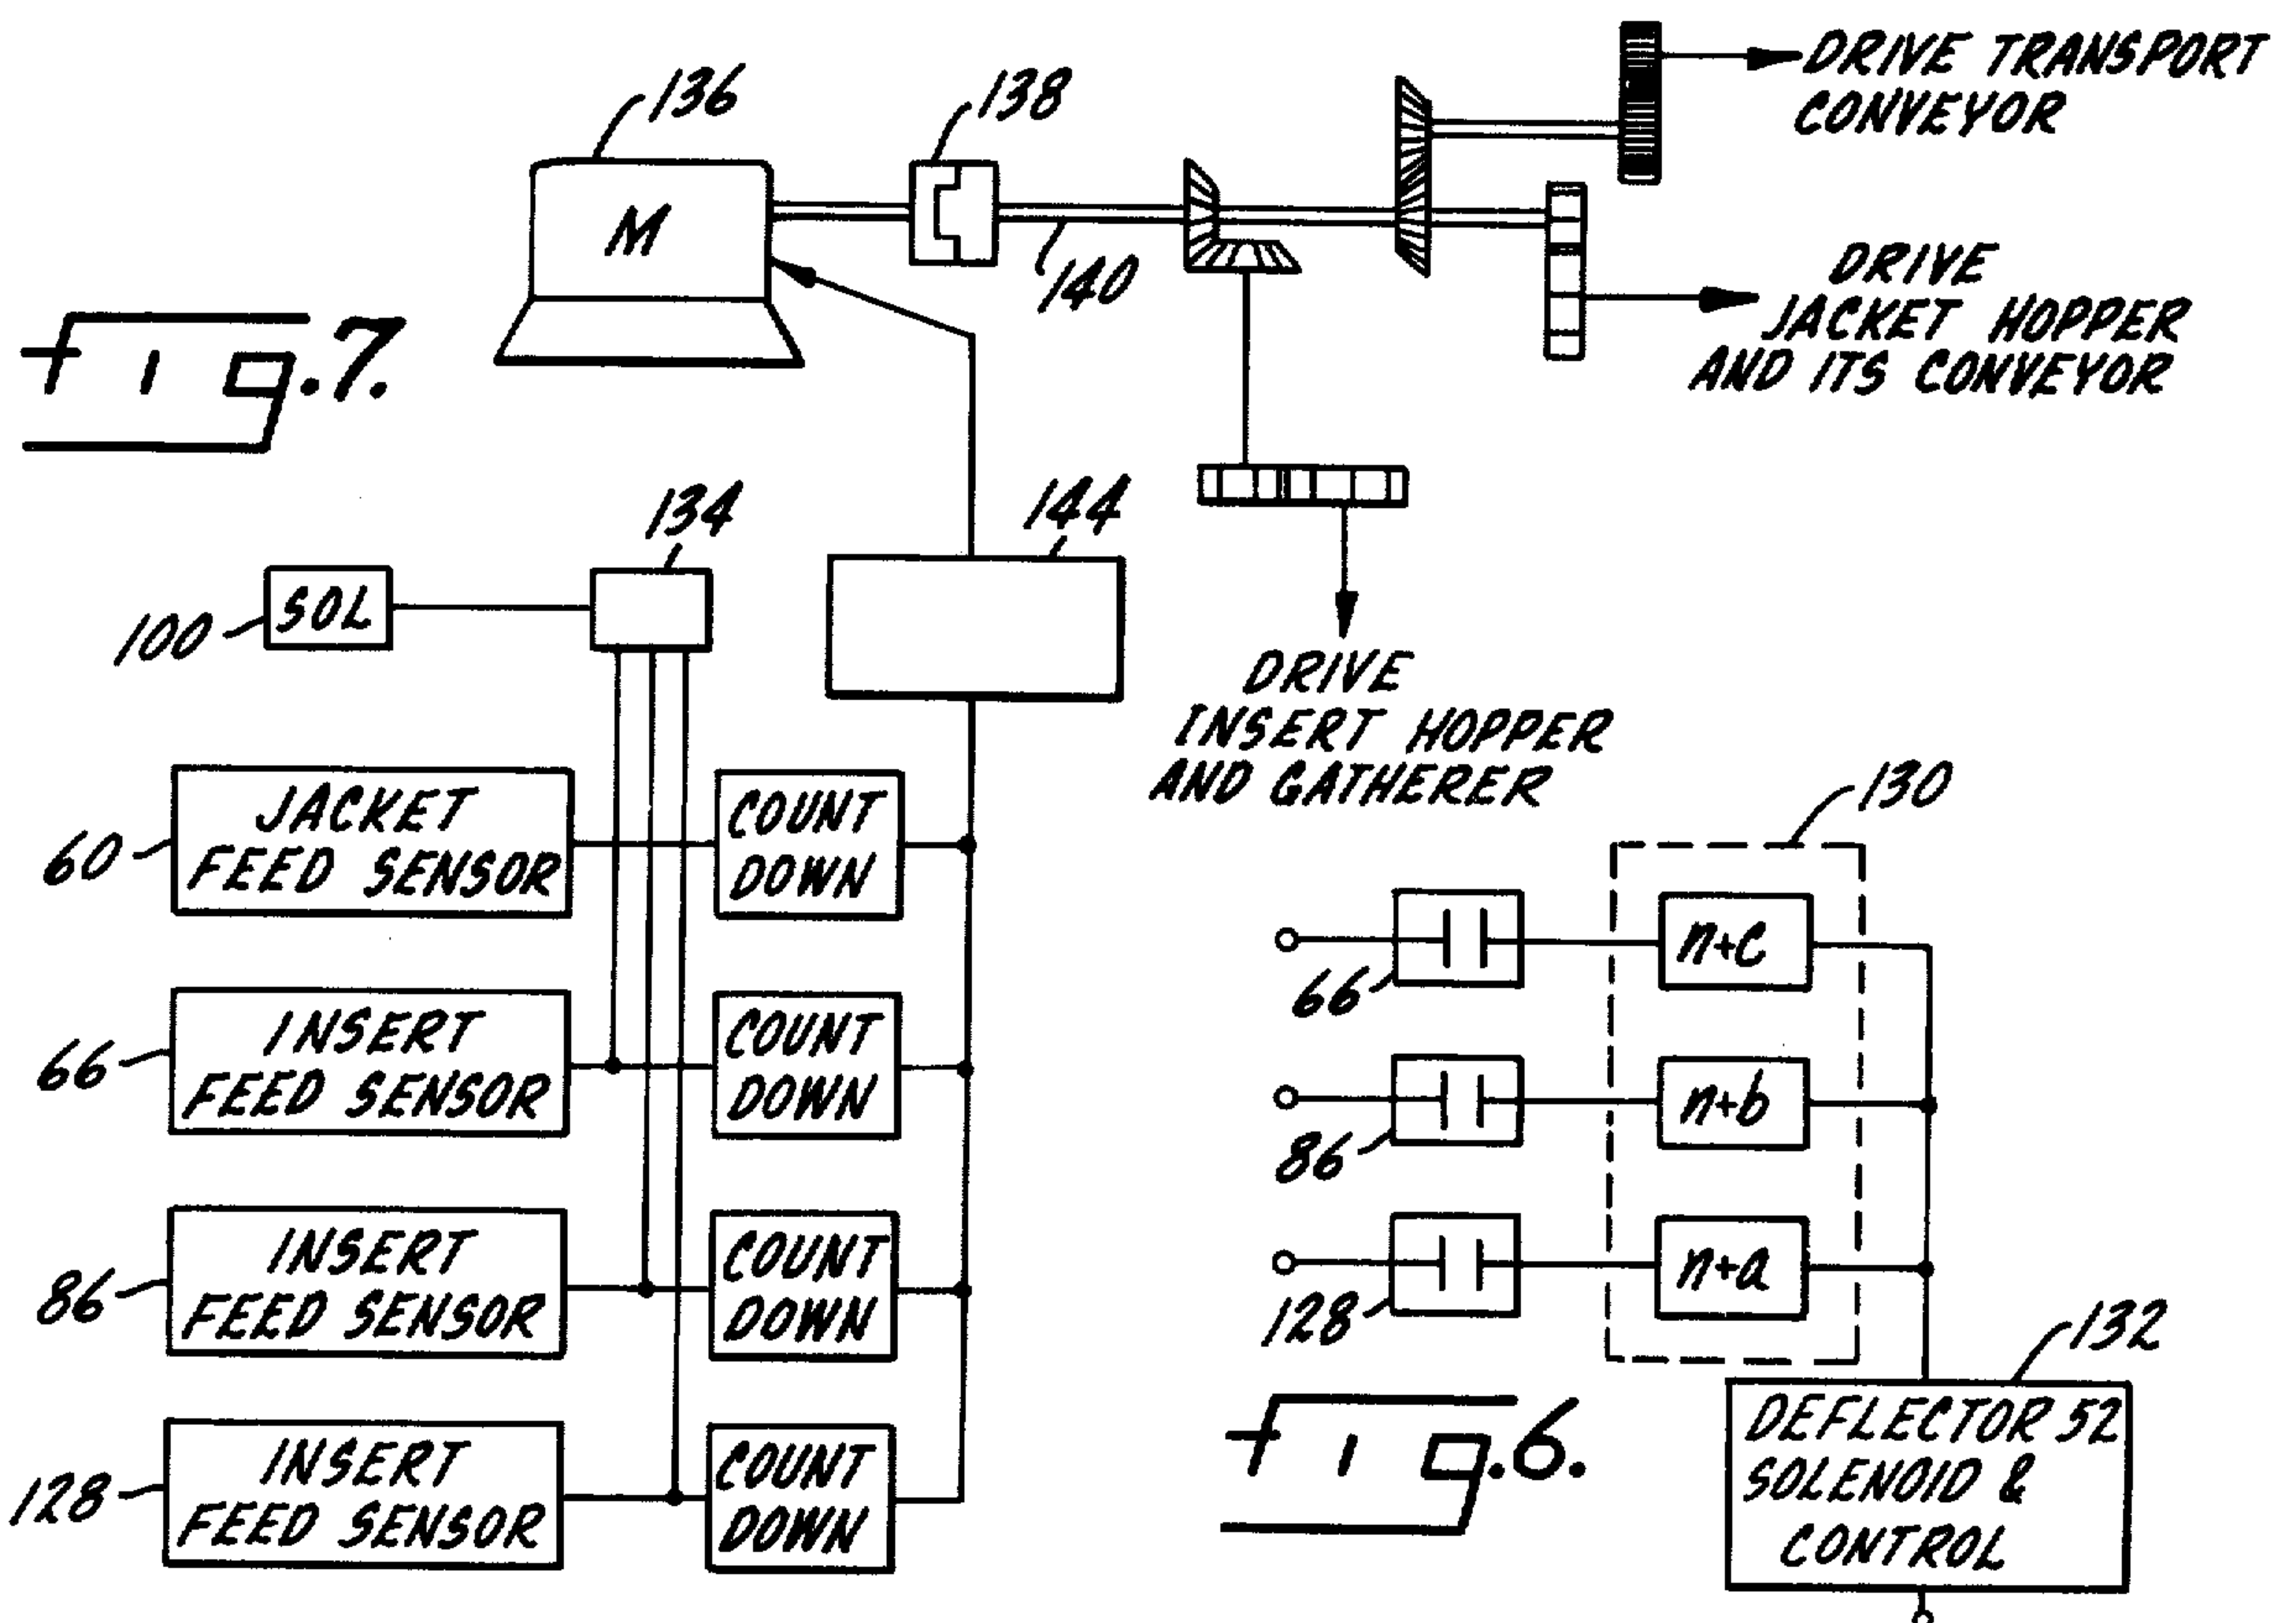 136
138
DRIVE TRANSPORT
CONVEYOR
M
140
DRIVE
JACKET HOPPER
AND ITS CONVEYOR
Fig. 7.
134
144
100
SOL
DRIVE
INSERT HOPPER
AND GATHERER
60
JACKET
FEED SENSOR
COUNT
DOWN
66
INSERT
FEED SENSOR
COUNT
DOWN
86
INSERT
FEED SENSOR
COUNT
DOWN
128
INSERT
FEED SENSOR
COUNT
DOWN
130
66
n+c
86
n+b
128
n+a
132
DEFLECTOR 52
SOLENOID &
CONTROL
Fig. 6.